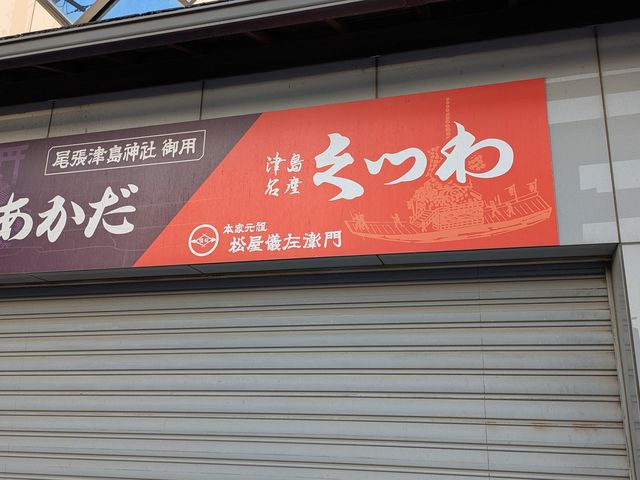 尾張津島神社 御用
あかだ
津島
名産
くつわ
本家元祖
松屋儀左衛門